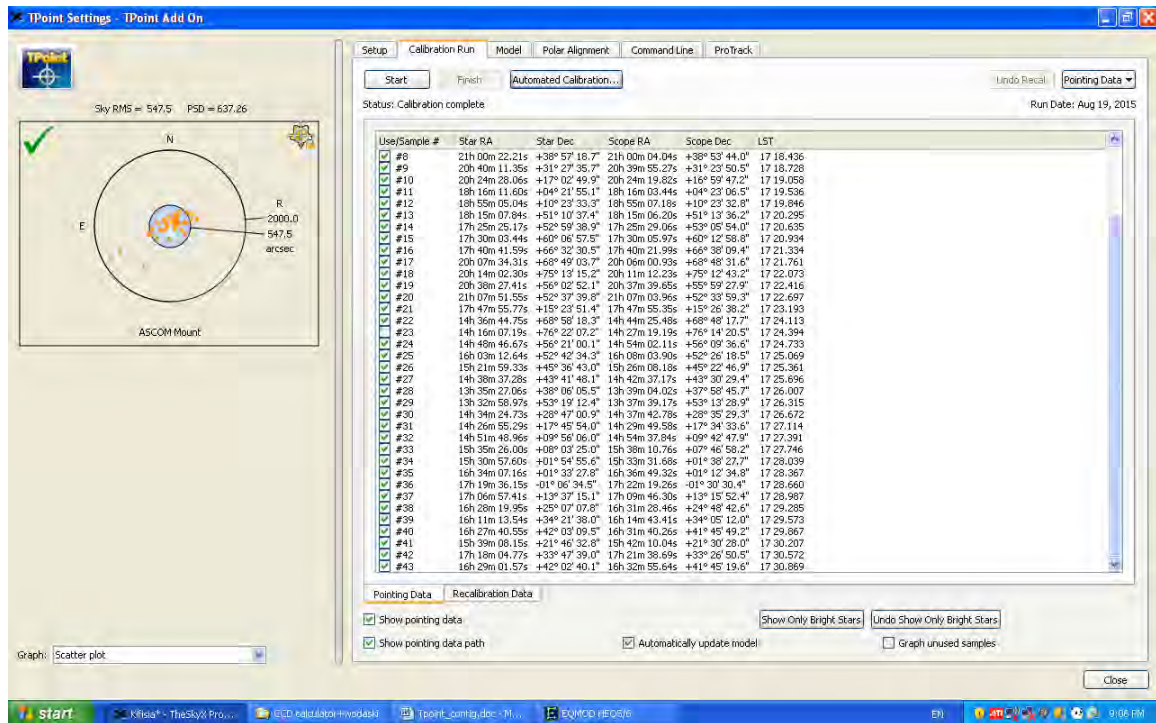 TPoint Settings - TPoint Add On
TPoint
Sky RMS = 547.5 PSD = 637.26
N
E
R
2000.0
547.5
arcsec
ASCOM Mount
Graph: Scatter plot
Setup Calibration Run Model Polar Alignment Command Line ProTrack
Start Finish Automated Calibration... Undo Recal Pointing Data
Status: Calibration complete Run Date: Aug 19, 2015
Use/Sample # Star RA Star Dec Scope RA Scope Dec LST
#8 21h 00m 22.21s +38° 57' 18.7" 21h 00m 04.04s +38° 53' 44.0" 17 18.436
#9 20h 40m 11.35s +31° 27' 35.7" 20h 39m 55.27s +31° 23' 50.5" 17 18.728
#10 20h 24m 28.06s +17° 02' 49.9" 20h 24m 19.82s +16° 59' 47.2" 17 19.058
#11 18h 16m 11.60s +04° 21' 55.1" 18h 16m 03.44s +04° 23' 06.5" 17 19.536
#12 18h 55m 05.04s +10° 23' 33.3" 18h 55m 07.18s +10° 23' 32.8" 17 19.846
#13 18h 15m 07.84s +51° 10' 37.4" 18h 15m 06.20s +51° 13' 36.2" 17 20.295
#14 17h 25m 25.17s +52° 59' 38.9" 17h 25m 29.06s +53° 05' 54.0" 17 20.635
#15 17h 30m 03.44s +60° 06' 57.5" 17h 30m 05.97s +60° 12' 58.8" 17 20.934
#16 17h 40m 41.59s +66° 32' 30.5" 17h 40m 21.99s +66° 38' 09.4" 17 21.334
#17 20h 07m 34.31s +68° 49' 03.7" 20h 06m 00.93s +68° 48' 31.6" 17 21.761
#18 20h 14m 02.30s +75° 13' 15.2" 20h 11m 12.23s +75° 12' 43.2" 17 22.073
#19 20h 38m 27.41s +56° 02' 52.1" 20h 37m 39.65s +55° 59' 27.9" 17 22.416
#20 21h 07m 51.55s +52° 37' 39.8" 21h 07m 03.96s +52° 33' 59.3" 17 22.697
#21 17h 47m 55.77s +15° 23' 51.4" 17h 47m 55.35s +15° 26' 38.2" 17 23.193
#22 14h 36m 44.75s +68° 58' 18.3" 14h 44m 25.48s +68° 48' 17.7" 17 24.113
#23 14h 16m 07.19s +76° 22' 07.2" 14h 27m 19.19s +76° 14' 20.5" 17 24.394
#24 14h 48m 46.67s +56° 21' 00.1" 14h 54m 02.11s +56° 09' 36.6" 17 24.733
#25 16h 03m 12.64s +52° 42' 34.3" 16h 08m 03.90s +52° 26' 18.5" 17 25.069
#26 15h 21m 59.33s +45° 36' 43.0" 15h 26m 08.18s +45° 22' 46.9" 17 25.361
#27 14h 38m 37.28s +43° 41' 48.1" 14h 42m 37.17s +43° 30' 29.4" 17 25.696
#28 13h 35m 27.06s +38° 06' 05.5" 13h 39m 04.02s +37° 58' 45.7" 17 26.007
#29 13h 32m 58.97s +53° 19' 12.4" 13h 37m 39.17s +53° 13' 28.9" 17 26.315
#30 14h 34m 24.73s +28° 47' 00.9" 14h 37m 42.78s +28° 35' 29.3" 17 26.672
#31 14h 26m 55.29s +17° 45' 54.0" 14h 29m 49.58s +17° 34' 33.6" 17 27.114
#32 14h 51m 48.96s +09° 56' 06.0" 14h 54m 37.84s +09° 42' 47.9" 17 27.391
#33 15h 35m 26.00s +08° 03' 25.0" 15h 38m 10.76s +07° 46' 58.2" 17 27.746
#34 15h 30m 57.60s +01° 54' 55.6" 15h 33m 31.68s +01° 38' 27.7" 17 28.039
#35 16h 34m 07.16s +01° 33' 27.8" 16h 36m 49.32s +01° 12' 34.8" 17 28.367
#36 17h 19m 36.15s -01° 06' 34.5" 17h 22m 19.26s -01° 30' 30.4" 17 28.660
#37 17h 06m 57.41s +13° 37' 15.1" 17h 09m 46.30s +13° 15' 52.4" 17 28.987
#38 16h 28m 19.95s +25° 07' 07.8" 16h 31m 28.46s +24° 48' 42.6" 17 29.285
#39 16h 11m 13.54s +34° 21' 38.0" 16h 14m 43.41s +34° 05' 12.0" 17 29.573
#40 16h 27m 40.55s +42° 03' 09.5" 16h 31m 40.26s +41° 45' 49.2" 17 29.867
#41 15h 39m 08.15s +21° 46' 32.8" 15h 42m 10.04s +21° 30' 28.0" 17 30.207
#42 17h 18m 04.77s +33° 47' 39.0" 17h 21m 38.69s +33° 26' 50.5" 17 30.572
#43 16h 29m 01.57s +42° 02' 40.1" 16h 32m 55.64s +41° 45' 19.6" 17 30.869
Pointing Data Recalibration Data
Show pointing data Show Only Bright Stars Undo Show Only Bright Stars
Show pointing data path Automatically update model Graph unused samples
Close
start Kifisia* - TheSkyX Pro... CCD calculator+wodaski Tpoint_config.doc - M... EQMOD HEQ5/6 EN 9:06 PM